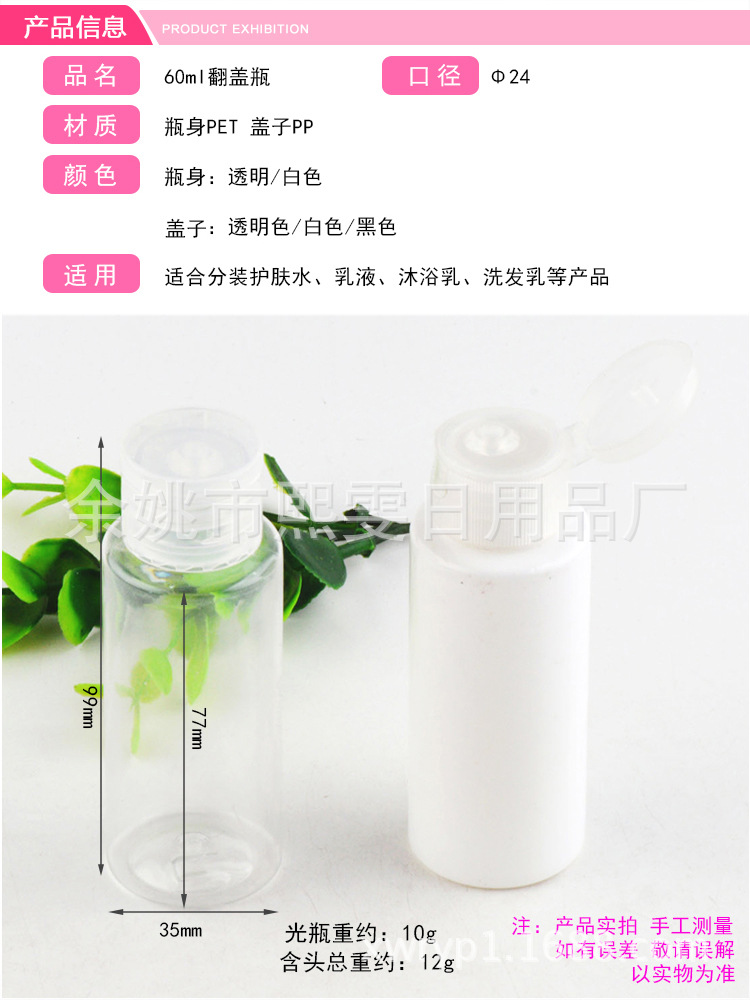 产品信息 PRODUCT EXHIBITION
品名 60ml翻盖瓶 口径 Φ24
材质 瓶身PET 盖子PP
颜色 瓶身：透明/白色
盖子：透明色/白色/黑色
适用 适合分装护肤水、乳液、沐浴乳、洗发乳等产品
余姚市熙雯日用品厂
99mm
77mm
35mm
光瓶重约：10g
含头总重约：12g
注：产品实拍 手工测量
如有误差 敬请误解
以实物为准